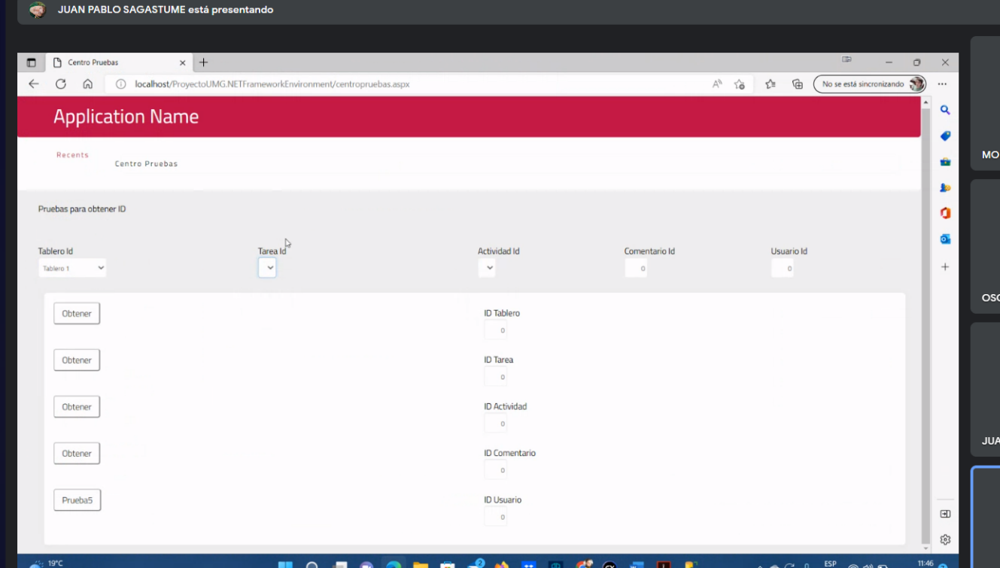 JUAN PABLO SAGASTUME está presentando
Centro Pruebas
localhost/ProyectoUMG.NETFrameworkEnvironment/centropruebas.aspx
No se está sincronizando
Application Name
Recents
Centro Pruebas
MO
Pruebas para obtener ID
Tablero Id
Tarea Id
Actividad Id
Comentario Id
Usuario Id
Tablero 1
0
0
OSC
Obtener
ID Tablero
0
Obtener
ID Tarea
0
Obtener
ID Actividad
0
JUA
Obtener
ID Comentario
0
Prueba5
ID Usuario
0
19°C
2
ESP
11:46